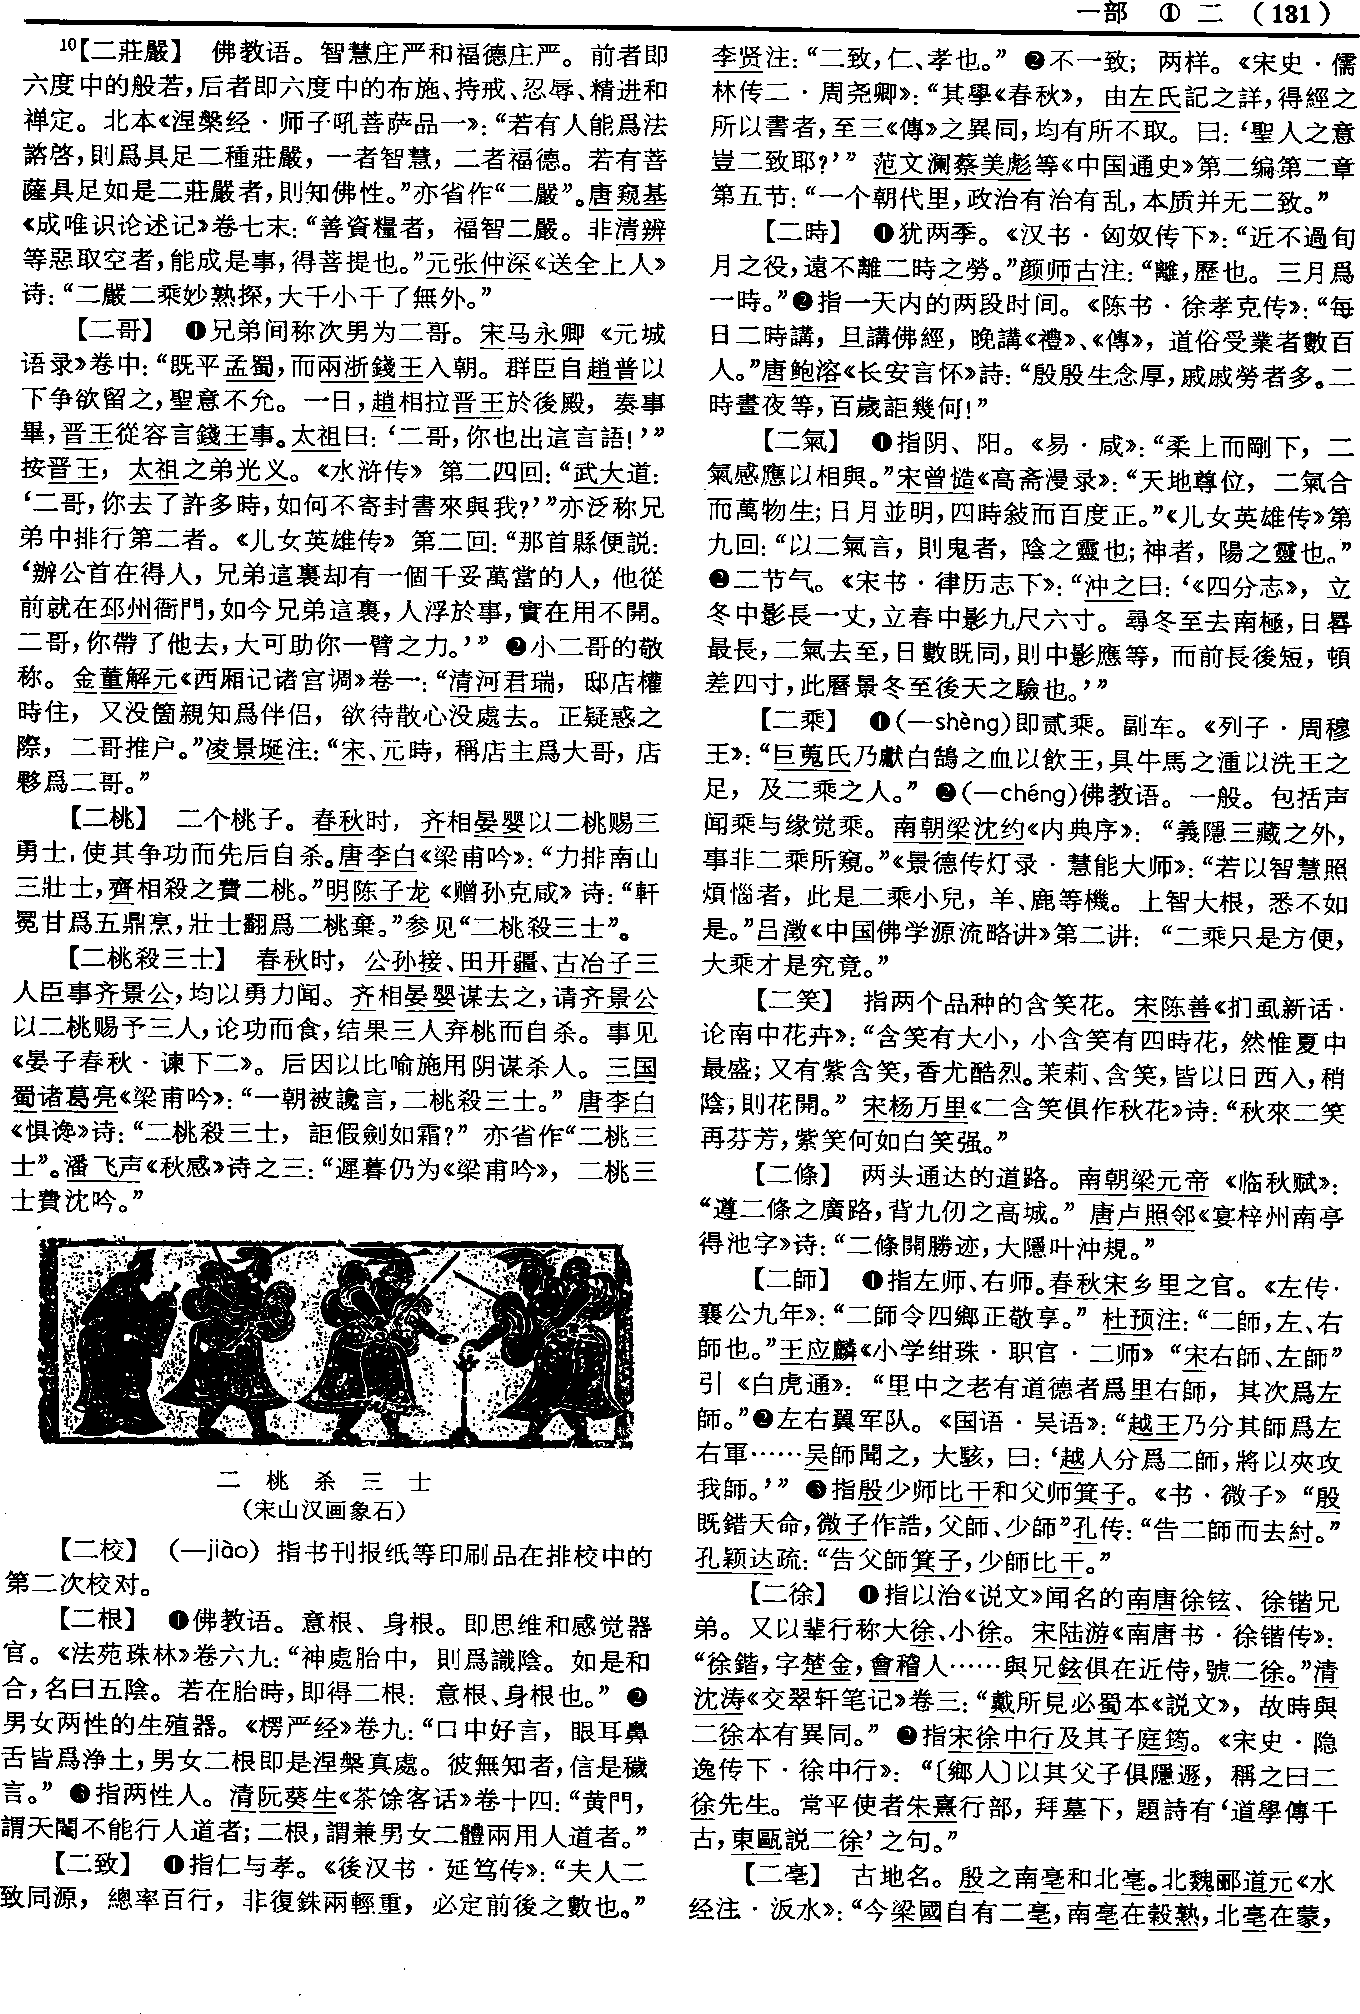 一部 ① 二 (131)
10【二莊嚴】 佛教语。智慧庄严和福德庄严。前者即
六度中的般若,后者即六度中的布施、持戒、忍辱、精进和
禅定。北本《涅槃经·师子吼菩萨品一》:“若有人能爲法
諮啓,則爲具足二種莊嚴,一者智慧,二者福德。若有菩
薩具足如是二莊嚴者,則知佛性。”亦省作“二嚴”。唐窥基
《成唯识论述记》卷七末:“善資糧者,福智二嚴。非清辨
等惡取空者,能成是事,得菩提也。”元张仲深《送全上人》
诗:“二嚴二乘妙熟探,大千小千了無外。”
【二哥】 ❶兄弟间称次男为二哥。宋马永卿《元城
语录》卷中:“既平孟蜀,而兩浙錢王入朝。群臣自趙普以
下争欲留之,聖意不允。一日,趙相拉晋王於後殿,奏事
畢,晋王從容言錢王事。太祖曰:‘二哥,你也出這言語!’”
按晋王,太祖之弟光义。《水浒传》第二四回:“武大道:
‘二哥,你去了許多時,如何不寄封書來與我?’”亦泛称兄
弟中排行第二者。《儿女英雄传》第二回:“那首縣便説:
‘辦公首在得人,兄弟這裏却有一個千妥萬當的人,他從
前就在邳州衙門,如今兄弟這裏,人浮於事,實在用不開。
二哥,你帶了他去,大可助你一臂之力。’” ❷小二哥的敬
称。金董解元《西厢记诸宫调》卷一:“清河君瑞,邸店權
時住,又没箇親知爲伴侣,欲待散心没處去。正疑惑之
際,二哥推户。”凌景埏注:“宋、元時,稱店主爲大哥,店
夥爲二哥。”
【二桃】 二个桃子。春秋时,齐相晏婴以二桃赐三
勇士,使其争功而先后自杀。唐李白《梁甫吟》:“力排南山
三壯士,齊相殺之費二桃。”明陈子龙《赠孙克咸》诗:“軒
冕甘爲五鼎烹,壯士翻爲二桃棄。”参见“二桃殺三士”。
【二桃殺三士】 春秋时,公孙接、田开疆、古冶子三
人臣事齐景公,均以勇力闻。齐相晏婴谋去之,请齐景公
以二桃赐予三人,论功而食,结果三人弃桃而自杀。事见
《晏子春秋·谏下二》。后因以比喻施用阴谋杀人。三国
蜀诸葛亮《梁甫吟》:“一朝被讒言,二桃殺三士。”唐李白
《惧谗》诗:“二桃殺三士,詎假劍如霜?”亦省作“二桃三
士”。潘飞声《秋感》诗之三:“遲暮仍为《梁甫吟》,二桃三
士費沈吟。”
二桃杀三士
(宋山汉画象石)
【二校】 (—jiào) 指书刊报纸等印刷品在排校中的
第二次校对。
【二根】 ❶佛教语。意根、身根。即思维和感觉器
官。《法苑珠林》卷六九:“神處胎中,則爲識陰。如是和
合,名曰五陰。若在胎時,即得二根:意根、身根也。” ❷
男女两性的生殖器。《楞严经》卷九:“口中好言,眼耳鼻
舌皆爲浄土,男女二根即是涅槃真處。彼無知者,信是穢
言。” ❸指两性人。清阮葵生《茶馀客话》卷十四:“黄門,
謂天閹不能行人道者;二根,謂兼男女二體兩用人道者。”
【二致】 ❶指仁与孝。《後汉书·延笃传》:“夫人二
致同源,總率百行,非復銖兩輕重,必定前後之數也。”
李贤注:“二致,仁、孝也。” ❷不一致;两样。《宋史·儒
林传二·周尧卿》:“其學《春秋》,由左氏記之詳,得經之
所以書者,至三《傳》之異同,均有所不取。曰:‘聖人之意
豈二致耶?’” 范文澜蔡美彪等《中国通史》第二编第二章
第五节:“一个朝代里,政治有治有乱,本质并无二致。”
【二時】 ❶犹两季。《汉书·匈奴传下》:“近不過旬
月之役,遠不離二時之勞。”颜师古注:“離,歷也。三月爲
一時。”❷指一天内的两段时间。《陈书·徐孝克传》:“每
日二時講,旦講佛經,晚講《禮》、《傳》,道俗受業者數百
人。”唐鲍溶《长安言怀》詩:“殷殷生念厚,戚戚勞者多。二
時晝夜等,百歲詎幾何!”
【二氣】 ❶指阴、阳。《易·咸》:“柔上而剛下,二
氣感應以相與。”宋曾慥《高斋漫录》:“天地尊位,二氣合
而萬物生;日月並明,四時敍而百度正。”《儿女英雄传》第
九回:“以二氣言,則鬼者,陰之靈也;神者,陽之靈也。”
❷二节气。《宋书·律历志下》:“沖之曰:‘《四分志》,立
冬中影長一丈,立春中影九尺六寸。尋冬至去南極,日晷
最長,二氣去至,日數既同,則中影應等,而前長後短,頓
差四寸,此曆景冬至後天之驗也。’”
【二乘】 ❶(—shèng)即贰乘。副车。《列子·周穆
王》:“巨蒐氏乃獻白鵠之血以飲王,具牛馬之湩以洗王之
足,及二乘之人。” ❷(—chéng)佛教语。一般。包括声
闻乘与缘觉乘。南朝梁沈约《内典序》:“義隱三藏之外,
事非二乘所窺。”《景德传灯录·慧能大师》:“若以智慧照
煩惱者,此是二乘小兒,羊、鹿等機。上智大根,悉不如
是。”吕澂《中国佛学源流略讲》第二讲:“二乘只是方便,
大乘才是究竟。”
【二笑】 指两个品种的含笑花。宋陈善《扪虱新话·
论南中花卉》:“含笑有大小,小含笑有四時花,然惟夏中
最盛;又有紫含笑,香尤酷烈。茉莉、含笑,皆以日西入,稍
陰,則花開。”宋杨万里《二含笑俱作秋花》诗:“秋來二笑
再芬芳,紫笑何如白笑强。”
【二條】 两头通达的道路。南朝梁元帝《临秋赋》:
“遵二條之廣路,背九仞之高城。”唐卢照邻《宴梓州南亭
得池字》诗:“二條開勝迹,大隱叶沖規。”
【二師】 ❶指左师、右师。春秋宋乡里之官。《左传·
襄公九年》:“二師令四鄉正敬享。”杜预注:“二師,左、右
師也。”王应麟《小学绀珠·职官·二师》“宋右師、左師”
引《白虎通》:“里中之老有道德者爲里右師,其次爲左
師。”❷左右翼军队。《国语·吴语》:“越王乃分其師爲左
右軍……吴師聞之,大駭,曰:‘越人分爲二師,將以夾攻
我師。’” ❸指殷少师比干和父师箕子。《书·微子》“殷
既錯天命,微子作誥,父師、少師”孔传:“告二師而去紂。”
孔颖达疏:“告父師箕子,少師比干。”
【二徐】 ❶指以治《说文》闻名的南唐徐铉、徐锴兄
弟。又以辈行称大徐、小徐。宋陆游《南唐书·徐锴传》:
“徐鍇,字楚金,會稽人……與兄鉉俱在近侍,號二徐。”清
沈涛《交翠轩笔记》卷三:“戴所見必蜀本《説文》,故時與
二徐本有異同。” ❷指宋徐中行及其子庭筠。《宋史·隐
逸传下·徐中行》:“〔鄉人〕以其父子俱隱遯,稱之曰二
徐先生。常平使者朱熹行部,拜墓下,題詩有‘道學傳千
古,東甌説二徐’之句。”
【二亳】 古地名。殷之南亳和北亳。北魏郦道元《水
经注·汳水》:“今梁國自有二亳,南亳在穀熟,北亳在蒙,